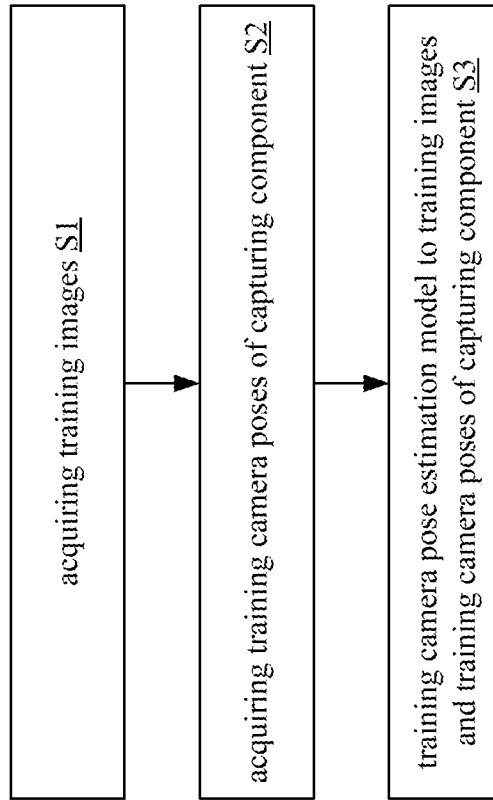 acquiring training images S1
acquiring training camera poses of capturing component S2
training camera pose estimation model to training images
and training camera poses of capturing component S3